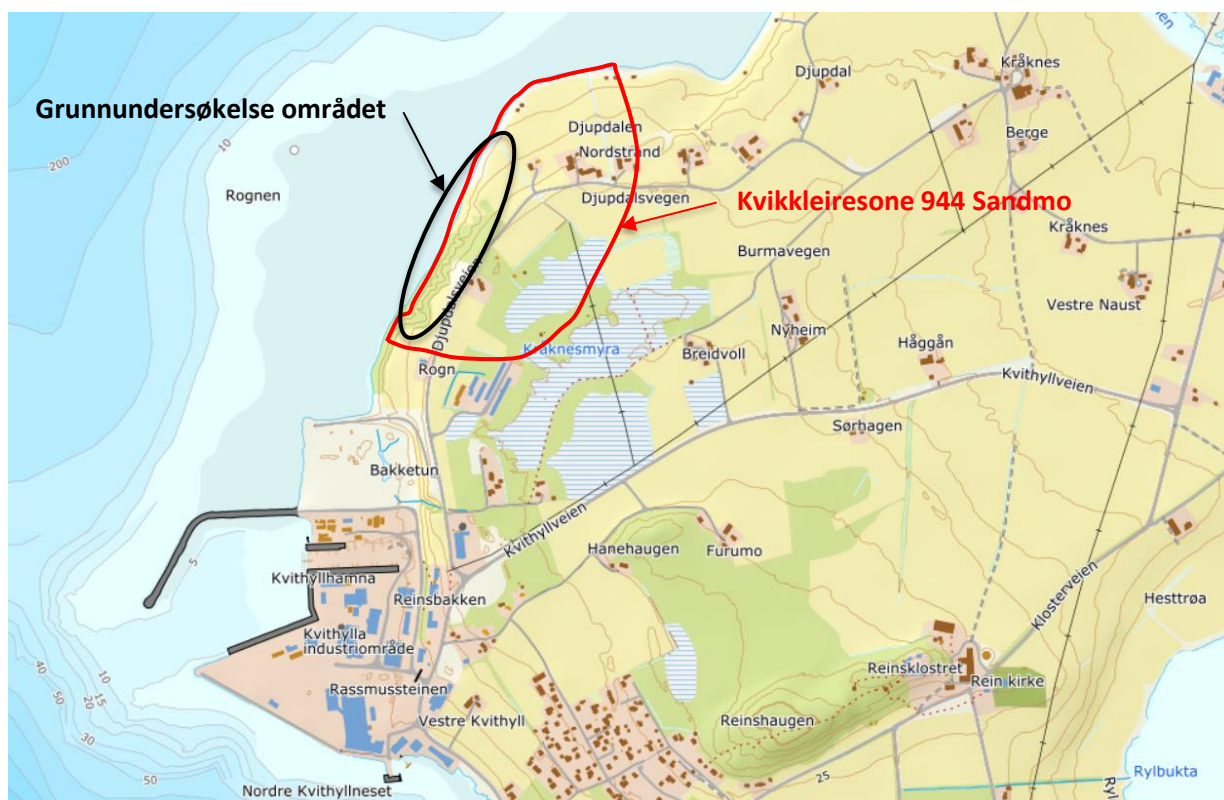 Kråknes
Djupdal
Grunnundersøkelse området
200
10
Djupdalen
Nordstrand
Berge
Rognen
Djupdalsvegen
Kvikkleiresone 944 Sandmo
10
Kråknes
Burmavegen
Djupdalsveien
Vestre Naust
Nyheim
Håggån
Kråknesmyra
Breidvoll
Rogn
Kvithyllveien
Sørhagen
Bakketun
Kvithyllveien
Hanehaugen
Furumo
5
Kvithyllhamna
Klosterveien
Hesttrøa
Reinsbakken
Kvithylla
industriområde
Reinsklostret
Rein kirke
40
50
15
20
10
Rassmussteinen
30
Vestre Kvithyll
Reinshaugen
50
25
Rylbukta
Nordre Kvithyllneset